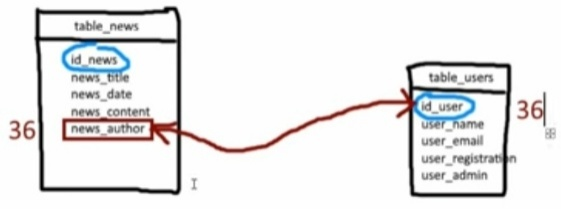 table_news
id_news
news_title
news_date
news_content
36
news_author
table_users
id_user
36
user_name
user_email
user_registration
user_admin